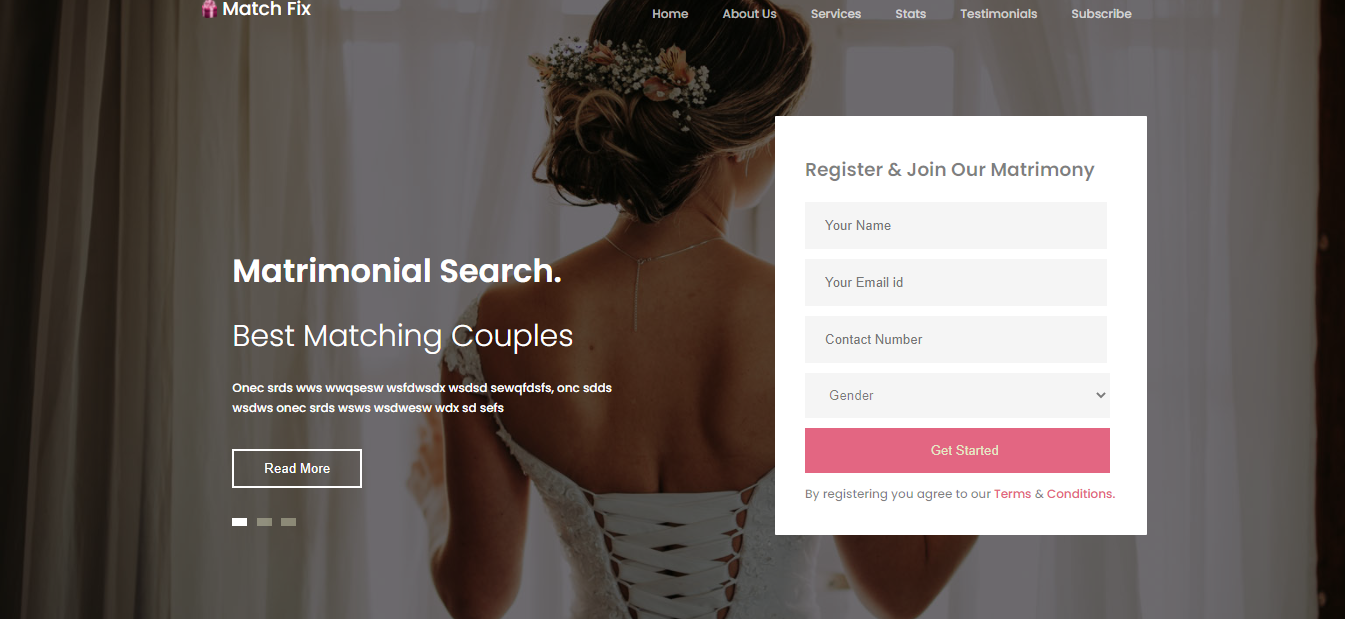 Match Fix
Home About Us Services Stats Testimonials Subscribe
Register & Join Our Matrimony
Your Name
Your Email id
Contact Number
Gender
Get Started
By registering you agree to our Terms & Conditions.
Matrimonial Search.
Best Matching Couples
Onec srds wws wwqsesw wsfdwsdx wsdsd sewqfdsfs, onc sdds
wsdws onec srds wsws wsdwesw wdx sd sefs
Read More